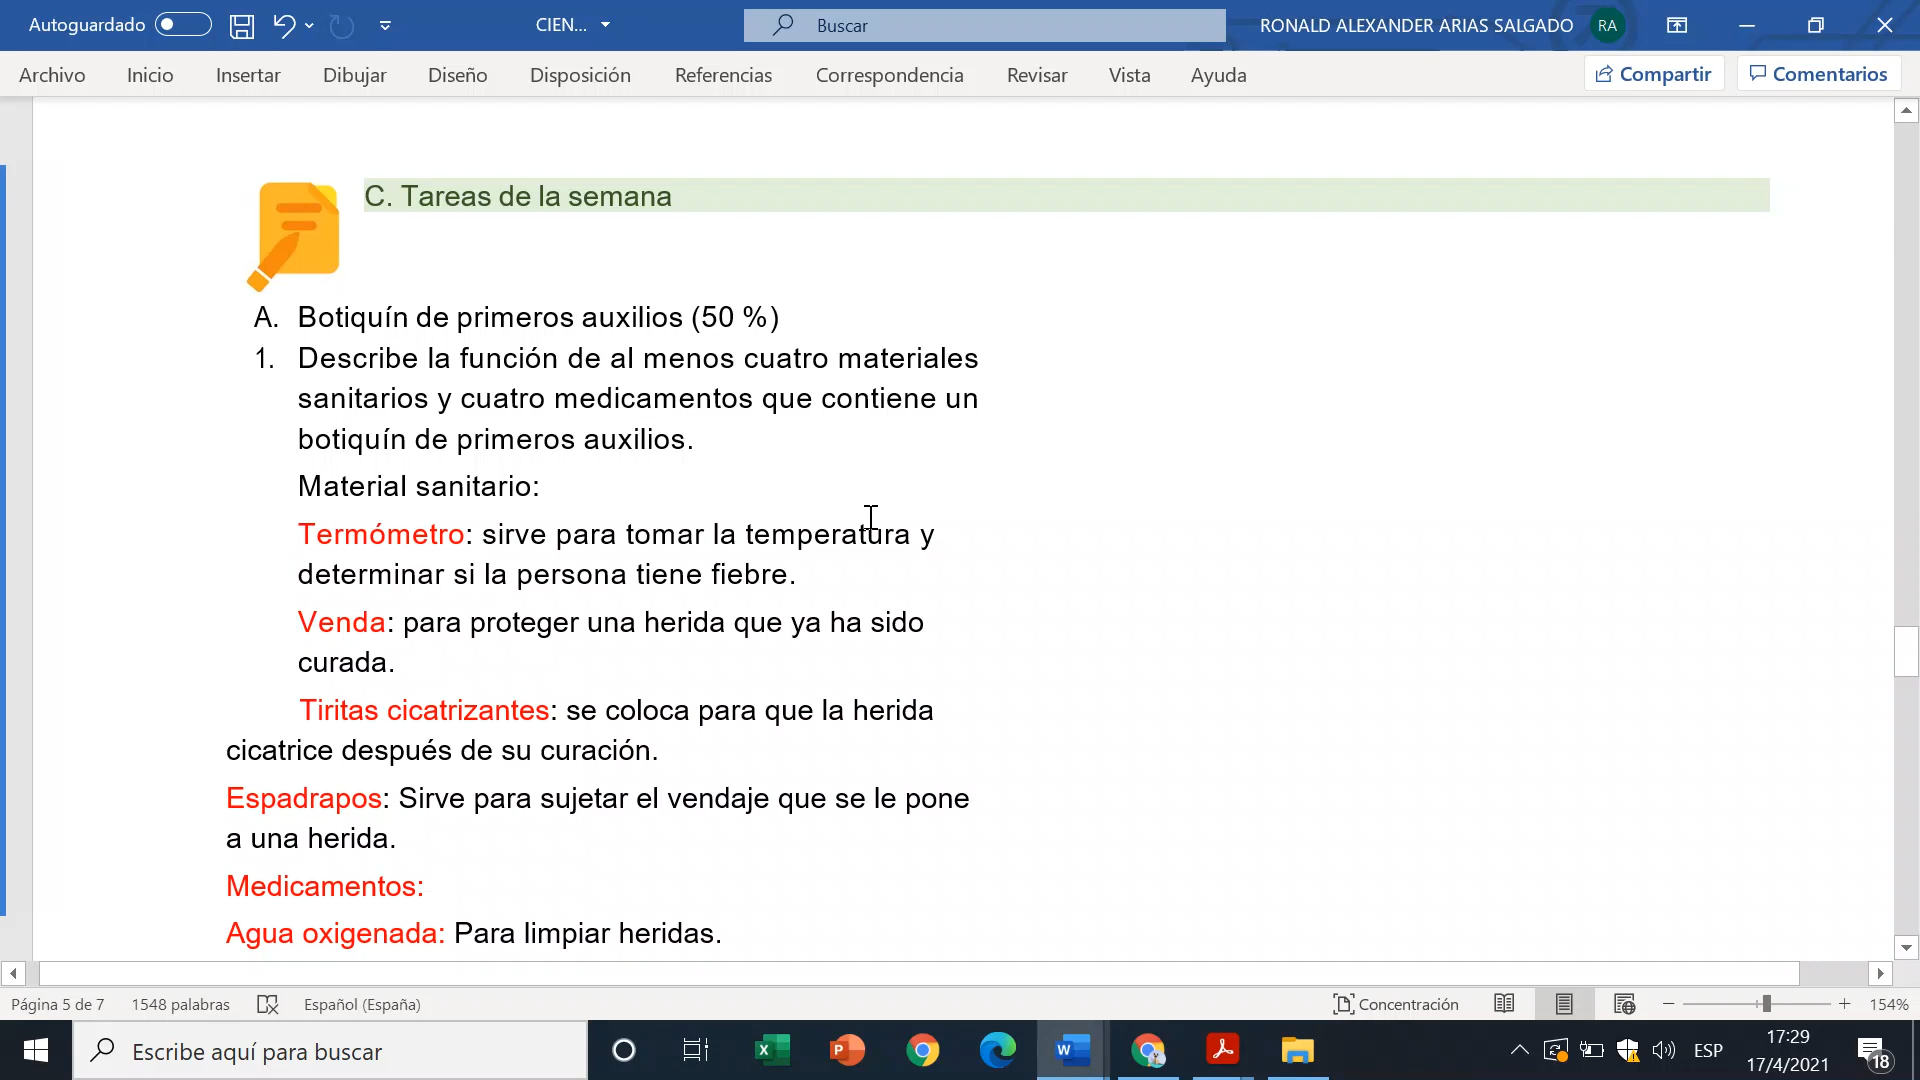 Autoguardado
CIEN...
Buscar
RONALD ALEXANDER ARIAS SALGADO
RA
Archivo Inicio Insertar Dibujar Diseño Disposición Referencias Correspondencia Revisar Vista Ayuda Compartir Comentarios
C. Tareas de la semana
A. Botiquín de primeros auxilios (50 %)
1. Describe la función de al menos cuatro materiales
sanitarios y cuatro medicamentos que contiene un
botiquín de primeros auxilios.
Material sanitario:
Termómetro: sirve para tomar la temperatura y
determinar si la persona tiene fiebre.
Venda: para proteger una herida que ya ha sido
curada.
Tiritas cicatrizantes: se coloca para que la herida
cicatrice después de su curación.
Espadrapos: Sirve para sujetar el vendaje que se le pone
a una herida.
Medicamentos:
Agua oxigenada: Para limpiar heridas.
Página 5 de 7 1548 palabras Español (España) Concentración 154%
Escribe aquí para buscar
ESP
17:29
17/4/2021
18